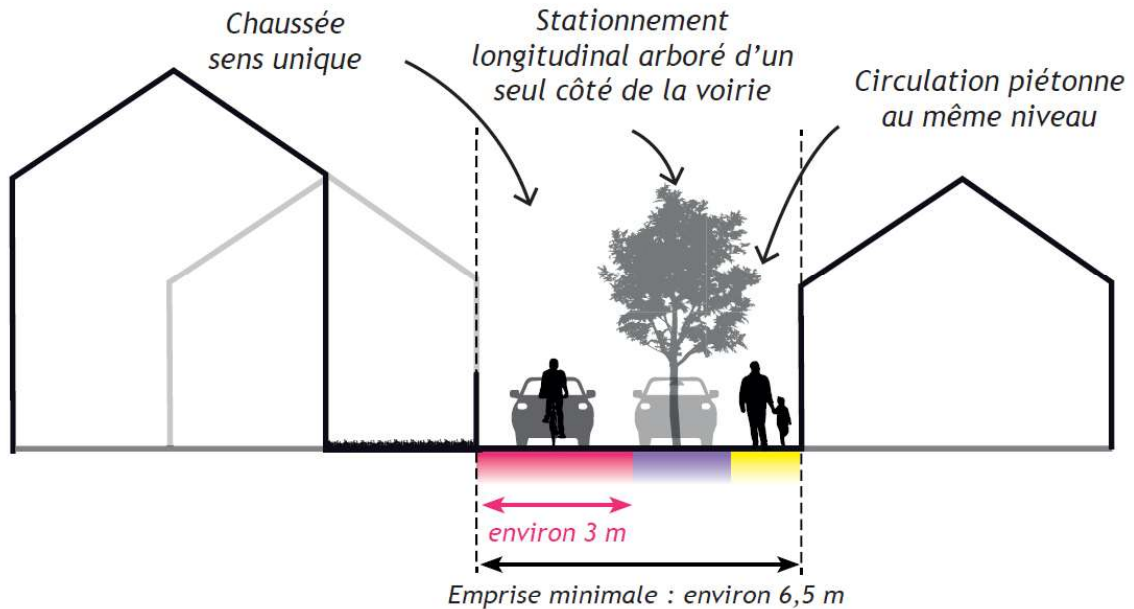 Chaussée
sens unique
Stationnement
longitudinal arboré d’un
seul côté de la voirie
Circulation piétonne
au même niveau
environ 3 m
Emprise minimale : environ 6,5 m